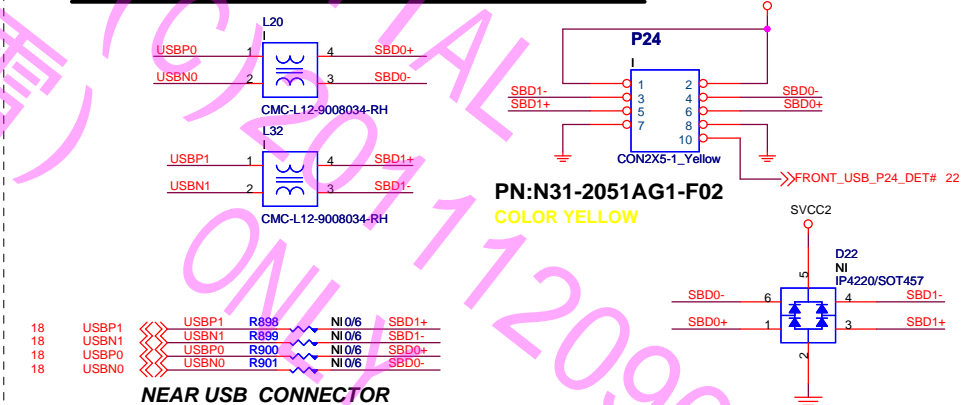 L20
I
USBP0 1 4 SBD0+
USBN0 2 3 SBD0-
CMC-L12-9008034-RH
L32
I
USBP1 1 4 SBD1+
USBN1 2 3 SBD1-
CMC-L12-9008034-RH
P24
I
1 2
SBD1- 3 4 SBD0-
SBD1+ 5 6 SBD0+
7 8
10
CON2X5-1_Yellow
FRONT_USB_P24_DET# 22
PN:N31-2051AG1-F02
COLOR YELLOW
SVCC2
D22
NI
IP4220/SOT457
5
SBD0- 6 4 SBD1-
SBD0+ 1 3 SBD1+
2
18 USBP1 USBP1 R898 NI 0/6 SBD1+
18 USBN1 USBN1 R899 NI 0/6 SBD1-
18 USBP0 USBP0 R900 NI 0/6 SBD0+
18 USBN0 USBN0 R901 NI 0/6 SBD0-
NEAR USB CONNECTOR
(C)201112090
ONLY